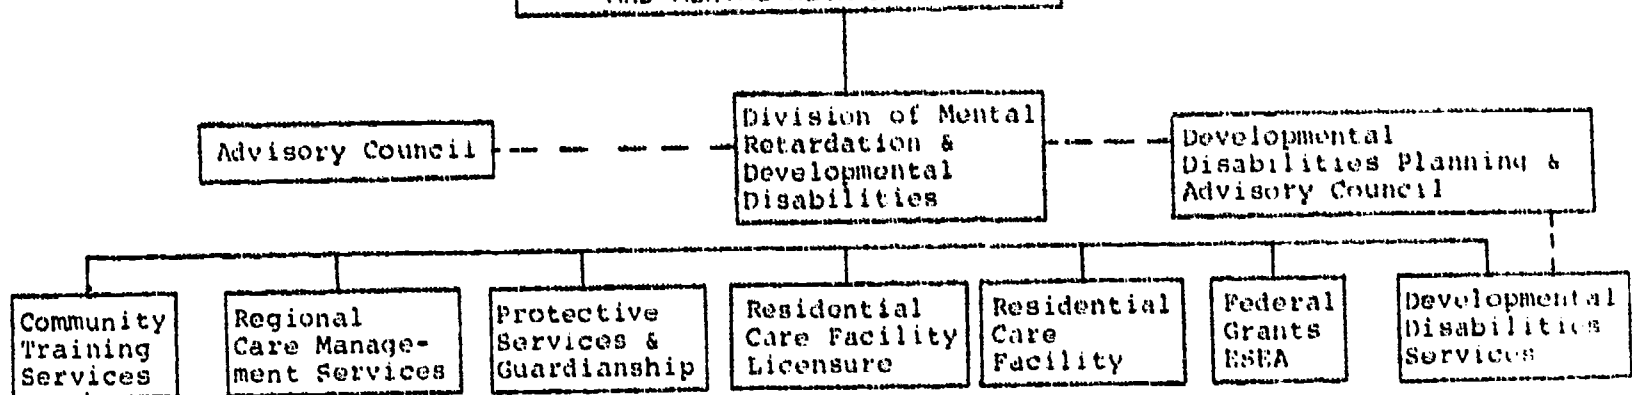 Division of Mental
Retardation &
Developmental
Disabilities
Advisory Council
Developmental
Disabilities Planning &
Advisory Council
Community
Training
Services
Regional
Care Manage-
ment Services
Protective
Services &
Guardianship
Residential
Care Facility
Licensure
Residential
Care
Facility
Federal
Grants
ESEA
Developmental
Disabilities
Services